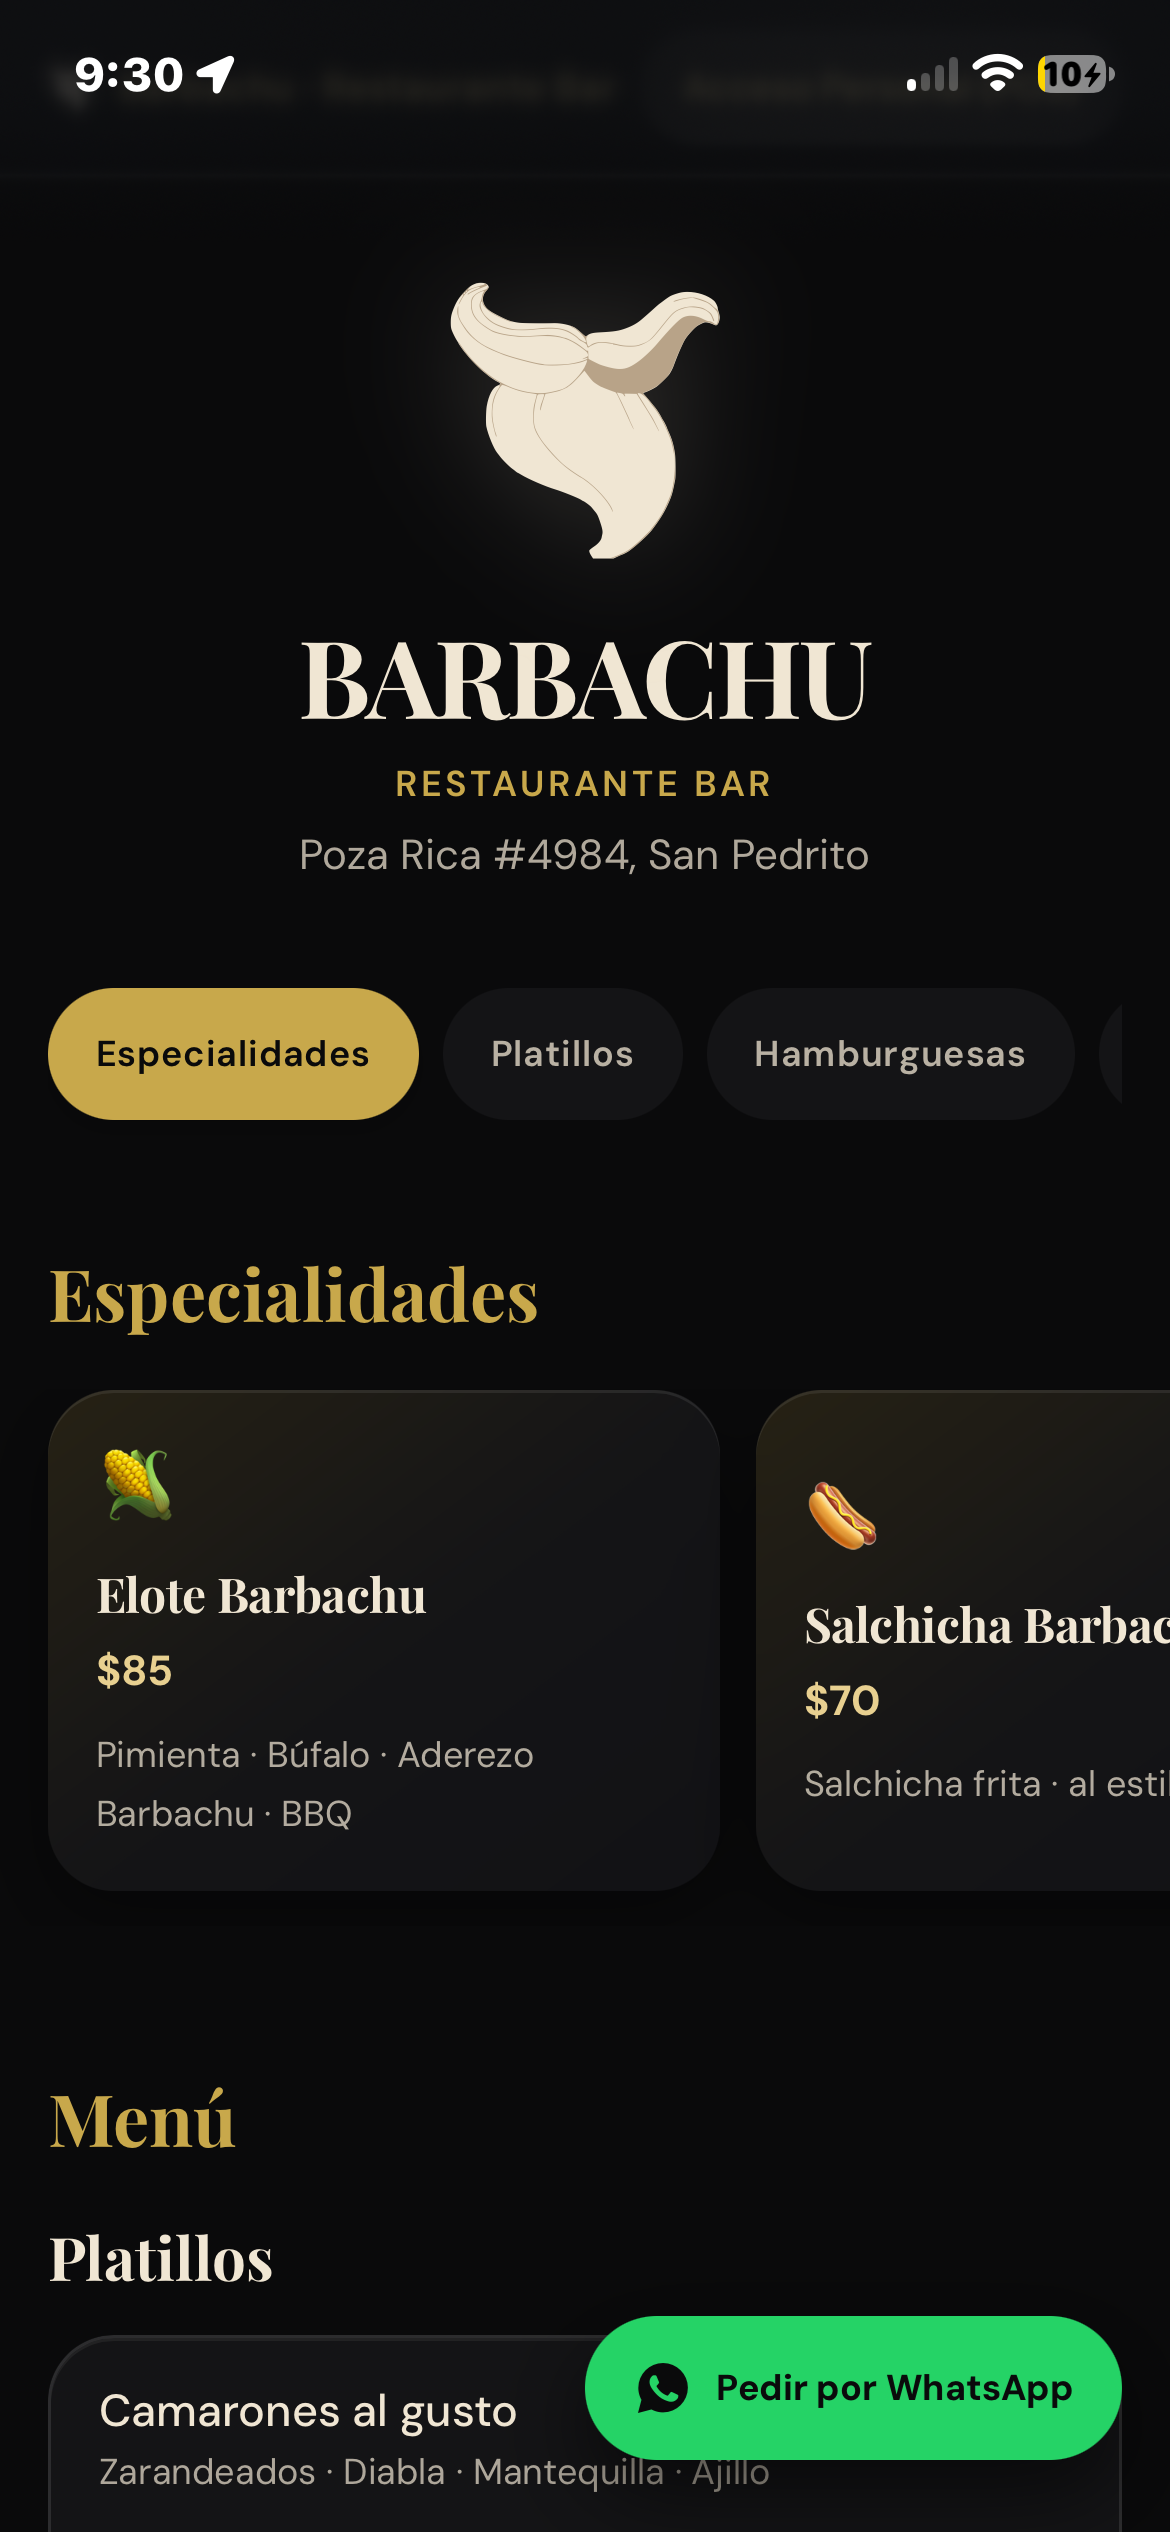 9:30
10
BARBACHU
RESTAURANTE BAR
Poza Rica #4984, San Pedrito
Especialidades
Platillos
Hamburguesas
Especialidades
Elote Barbachu
$85
Pimienta · Búfalo · Aderezo
Barbachu · BBQ
Salchicha Barbac
$70
Salchicha frita · al esti
Menú
Platillos
Camarones al gusto
Zarandeados · Diabla · Mantequilla · Ajillo
Pedir por WhatsApp